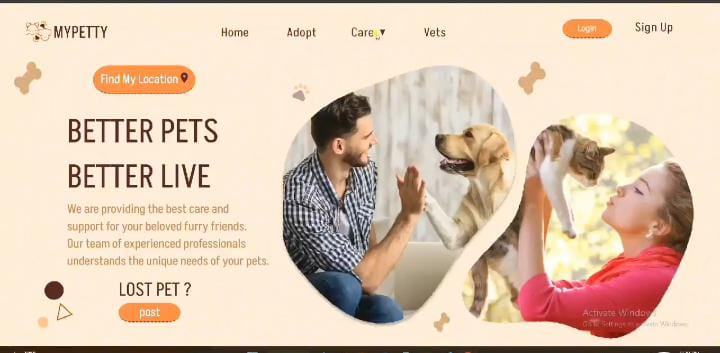 MYPETTY
Home
Adopt
Care
Vets
Login
Sign Up
Find My Location
BETTER PETS
BETTER LIVE
We are providing the best care and
support for your beloved furry friends.
Our team of experienced professionals
understands the unique needs of your pets.
LOST PET ?
post
Activate Windows
Go to Settings to activate Windows.